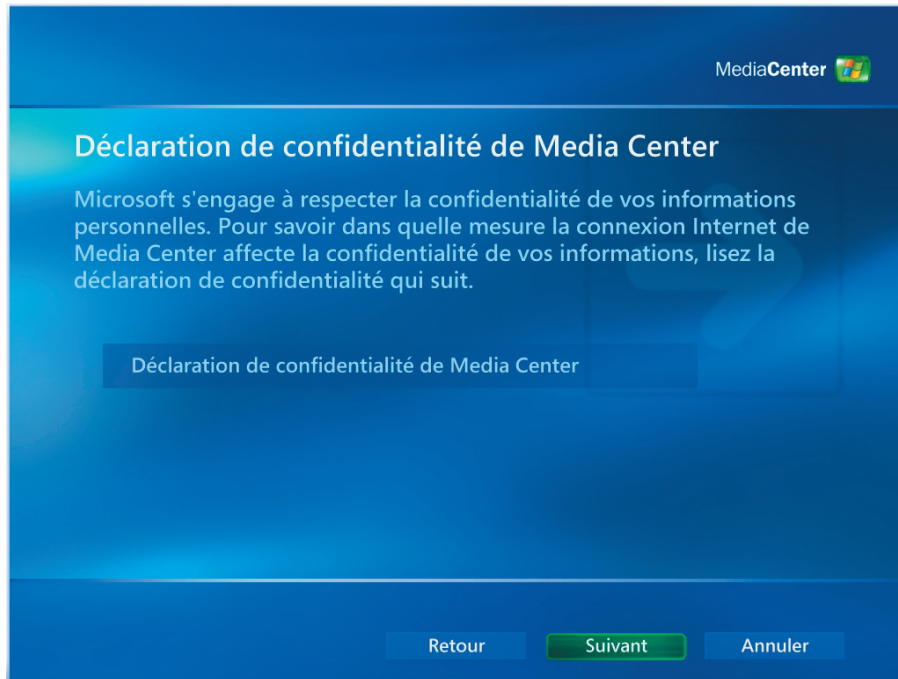 MediaCenter
Déclaration de confidentialité de Media Center
Microsoft s'engage à respecter la confidentialité de vos informations
personnelles. Pour savoir dans quelle mesure la connexion Internet de
Media Center affecte la confidentialité de vos informations, lisez la
déclaration de confidentialité qui suit.
Déclaration de confidentialité de Media Center
Retour Suivant Annuler